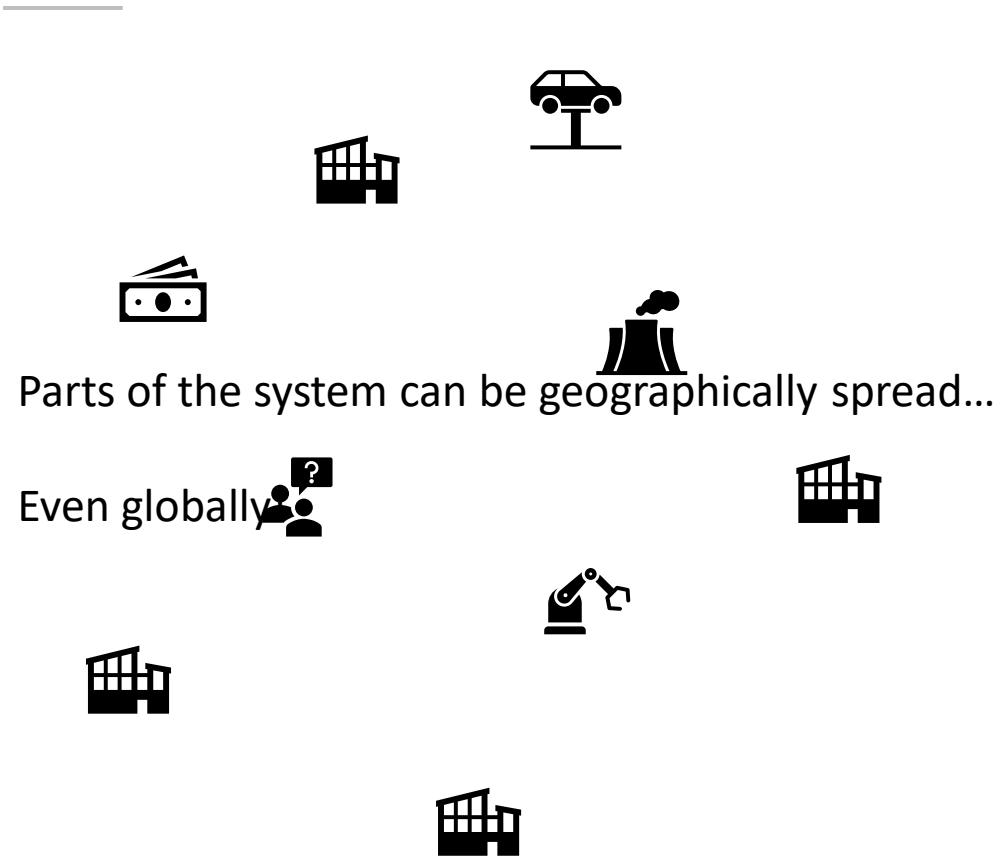 Parts of the system can be geographically spread…
Even globally
?